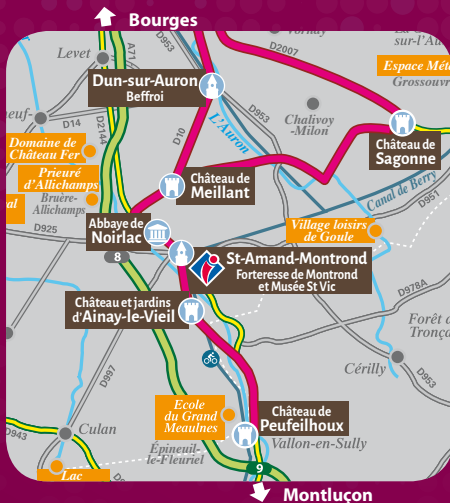 Bourges
D953
D2007
Levet
A71
sur-l'Au
Espace Mét
Grossouvr
Dun-sur-Auron
Beffroi
D14
D2144
D10
L'Auron
D953
Chalivoy
-Milon
Château de
Sagonne
Domaine de
Château Fer
Prieuré
d'Allichamps
Bruère-
Allichamps
Château de
Meillant
Canal de Berry
D951
Abbaye de
Noirlac
D925
8
Village loisirs
de Goule
St-Amand-Montrond
Forteresse de Montrond
et Musée St Vic
D978A
Château et jardins
d'Ainay-le-Vieil
Forêt d
Tronça
D997
Cérilly
D953
Culan
D943
Ecole
du Grand
Meaulnes
Château de
Peufeilhoux
Vallon-en-Sully
Épineuil-
le-Fleuriel
Lac
9
Montluçon